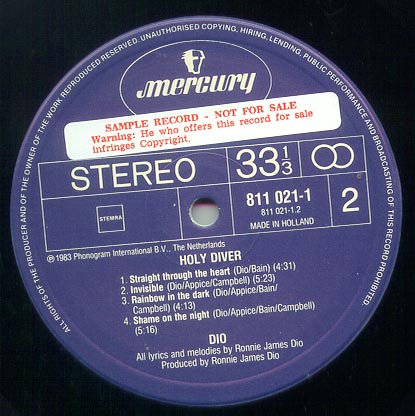 ALL RIGHTS OF THE PRODUCER AND OF THE OWNER OF THE WORK REPRODUCED RESERVED. UNAUTHORISED COPYING, HIRING, LENDING, PUBLIC PERFORMANCE AND BROADCASTING OF THIS RECORD PROHIBITED.
mercury
SAMPLE RECORD - NOT FOR SALE
Warning: He who offers this record for sale
infringes Copyright.
STEREO
33 1/3
811 021-1
811 021-1.2
MADE IN HOLLAND
2
STEMRA
℗ 1983 Phonogram International B.V., The Netherlands
HOLY DIVER
1. Straight through the heart (Dio/Bain) (4:31)
2. Invisible (Dio/Appice/Campbell) (5:23)
3. Rainbow in the dark (Dio/Appice/Bain/
Campbell) (4:13)
4. Shame on the night (Dio/Appice/Bain/Campbell)
(5:16)
DIO
All lyrics and melodies by Ronnie James Dio
Produced by Ronnie James Dio